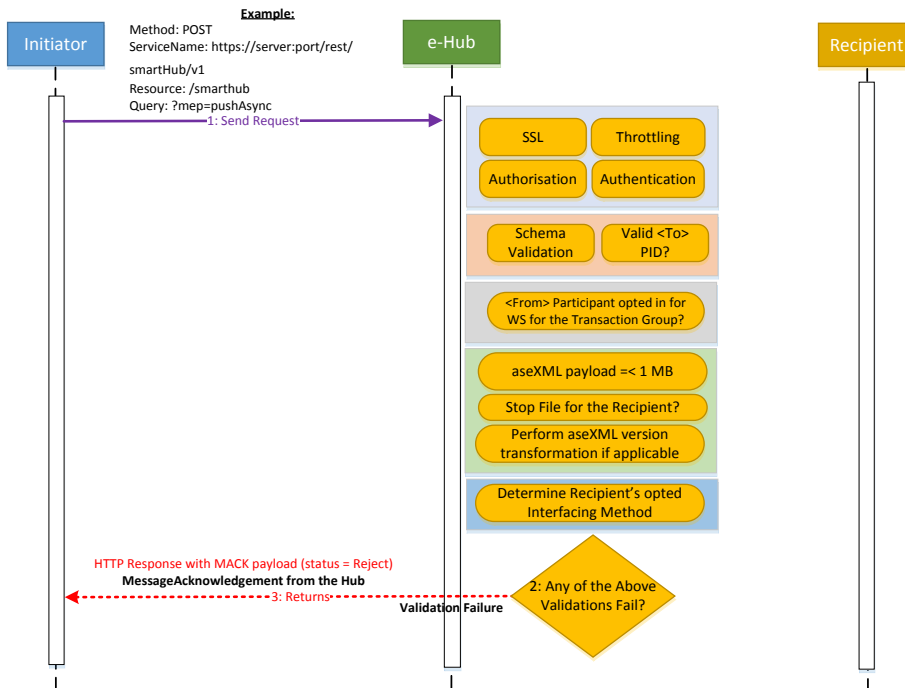 Example:
Method: POST
ServiceName: https://server:port/rest/
smartHub/v1
Resource: /smarthub
Query: ?mep=pushAsync
Initiator
e-Hub
Recipient
1: Send Request
SSL
Throttling
Authorisation
Authentication
Schema
Validation
Valid <To>
PID?
<From> Participant opted in for
WS for the Transaction Group?
aseXML payload =< 1 MB
Stop File for the Recipient?
Perform aseXML version
transformation if applicable
Determine Recipient's opted
Interfacing Method
HTTP Response with MACK payload (status = Reject)
MessageAcknowledgement from the Hub
3: Returns
Validation Failure
2: Any of the Above
Validations Fail?